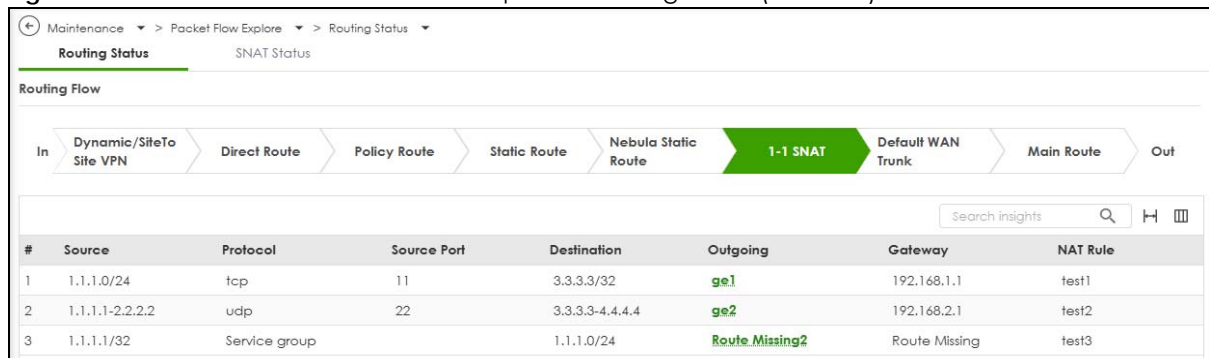 Maintenance > Packet Flow Explore > Routing Status
Routing Status SNAT Status
Routing Flow
In Dynamic/SiteTo Site VPN Direct Route Policy Route Static Route Nebula Static Route 1-1 SNAT Default WAN Trunk Main Route Out
Search insights
# Source Protocol Source Port Destination Outgoing Gateway NAT Rule
1 1.1.1.0/24 tcp 11 3.3.3.3/32 ge1 192.168.1.1 test1
2 1.1.1.1-2.2.2.2 udp 22 3.3.3.3-4.4.4.4 ge2 192.168.2.1 test2
3 1.1.1.1/32 Service group 1.1.1.0/24 Route Missing2 Route Missing test3